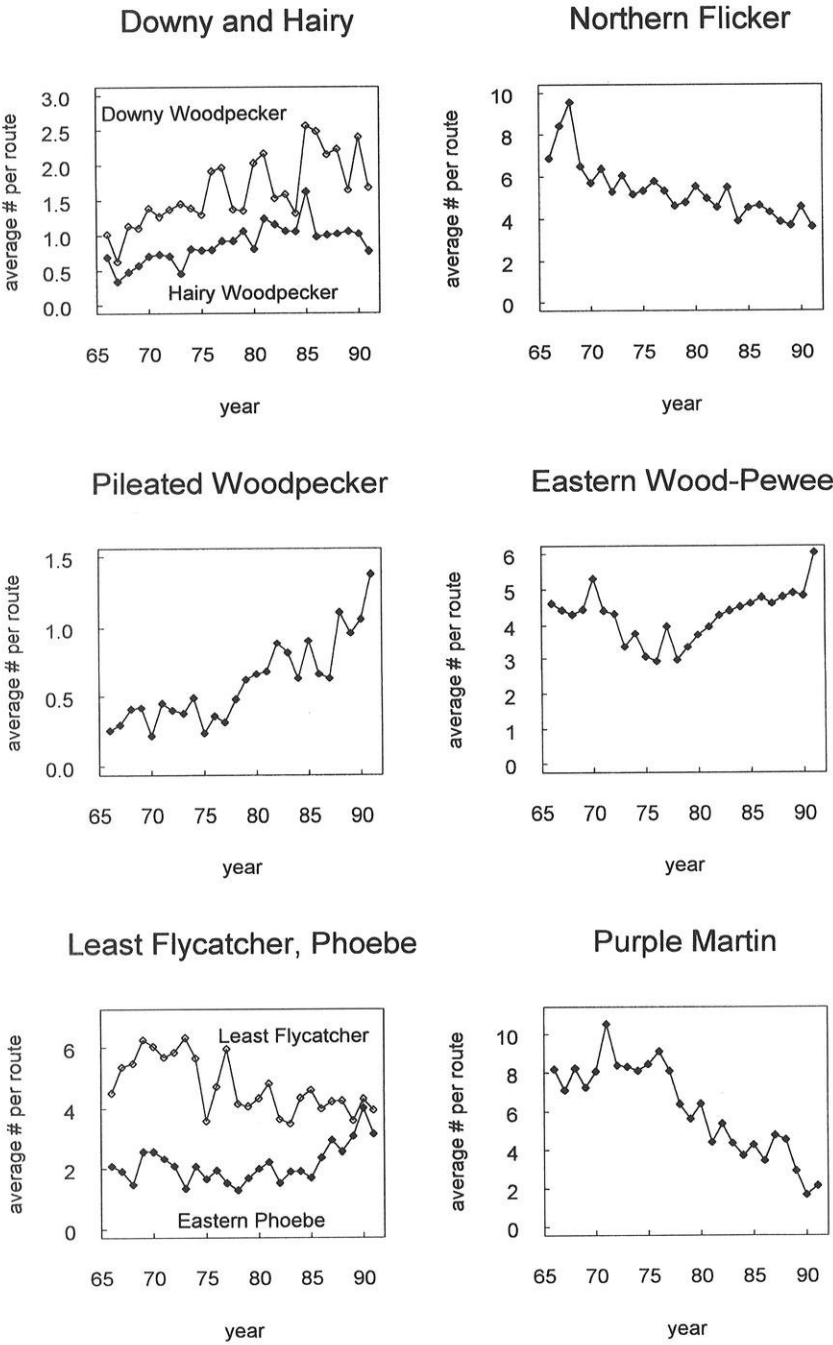 Downy and Hairy
average # per route
3.0
2.5
2.0
1.5
1.0
0.5
0.0
Downy Woodpecker
Hairy Woodpecker
65 70 75 80 85 90
year
Northern Flicker
average # per route
10
8
6
4
2
0
65 70 75 80 85 90
year
Pileated Woodpecker
average # per route
1.5
1.0
0.5
0.0
65 70 75 80 85 90
year
Eastern Wood-Pewee
average # per route
6
5
4
3
2
1
0
65 70 75 80 85 90
year
Least Flycatcher, Phoebe
average # per route
6
4
2
0
Least Flycatcher
Eastern Phoebe
65 70 75 80 85 90
year
Purple Martin
average # per route
10
8
6
4
2
0
65 70 75 80 85 90
year